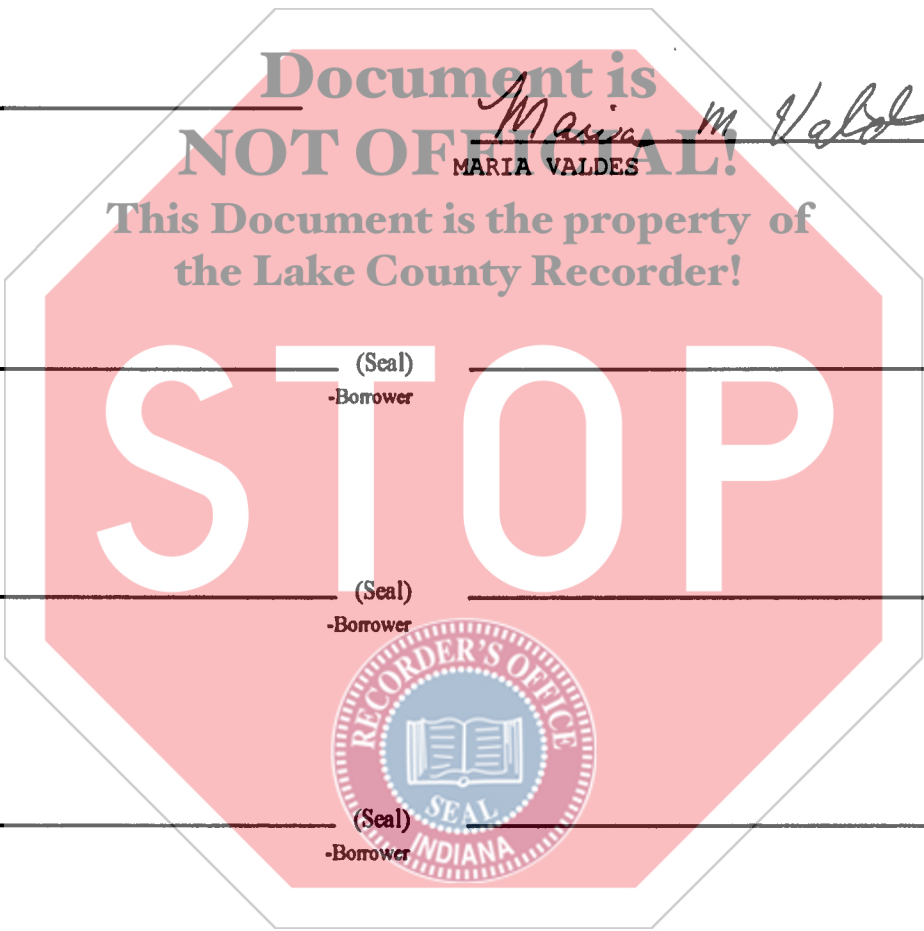 Document is
Maria M Valdes
NOT OFFICIAL!
MARIA VALDES
This Document is the property of
the Lake County Recorder!
(Seal)
-Borrower
STOP
(Seal)
-Borrower
RECORDER'S OFFICE
SEAL
INDIANA
(Seal)
-Borrower